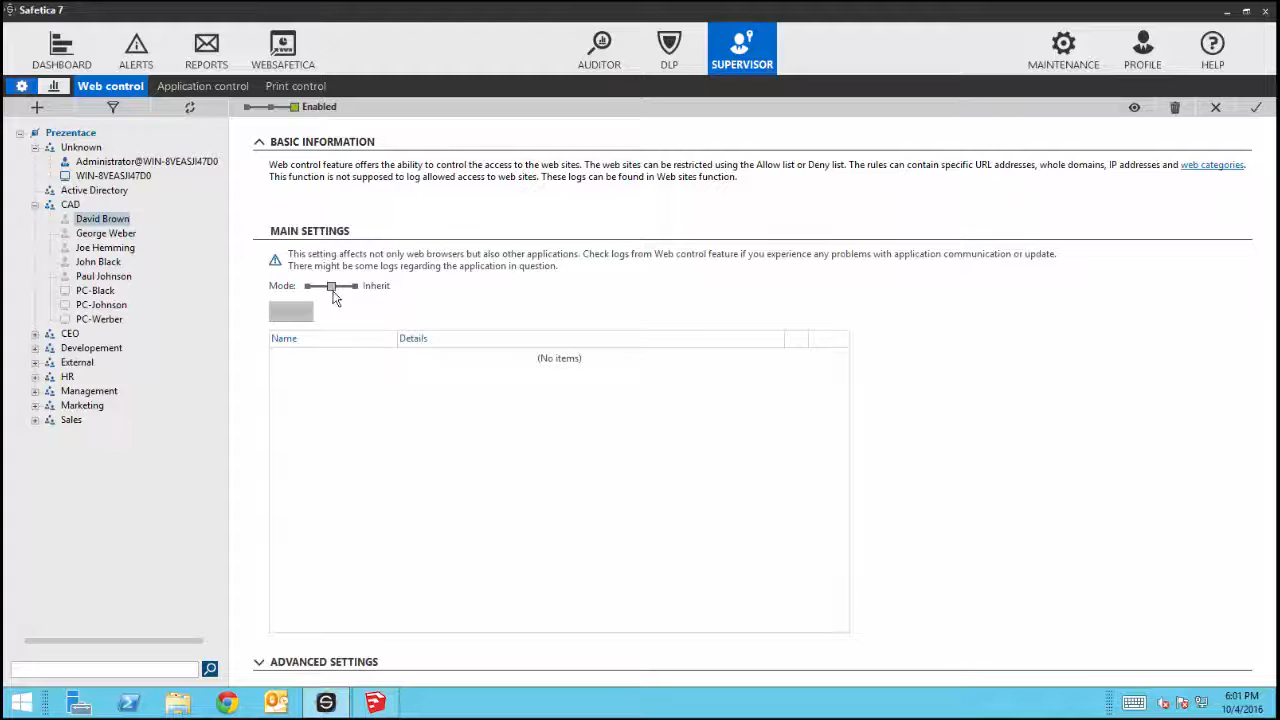 Safetica 7
DASHBOARD
ALERTS
REPORTS
WEBSAFETICA
AUDITOR
DLP
SUPERVISOR
MAINTENANCE
PROFILE
HELP
Web control
Application control
Print control
Enabled
Prezentace
Unknown
Administrator@WIN-8VEASJI47D0
WIN-8VEASJI47D0
Active Directory
CAD
David Brown
George Weber
Joe Hemming
John Black
Paul Johnson
PC-Black
PC-Johnson
PC-Werber
CEO
Developement
External
HR
Management
Marketing
Sales
BASIC INFORMATION
Web control feature offers the ability to control the access to the web sites. The web sites can be restricted using the Allow list or Deny list. The rules can contain specific URL addresses, whole domains, IP addresses and web categories.
This function is not supposed to log allowed access to web sites. These logs can be found in Web sites function.
MAIN SETTINGS
This setting affects not only web browsers but also other applications. Check logs from Web control feature if you experience any problems with application communication or update.
There might be some logs regarding the application in question.
Mode: Inherit
Name Details
(No items)
ADVANCED SETTINGS
6:01 PM
10/4/2016